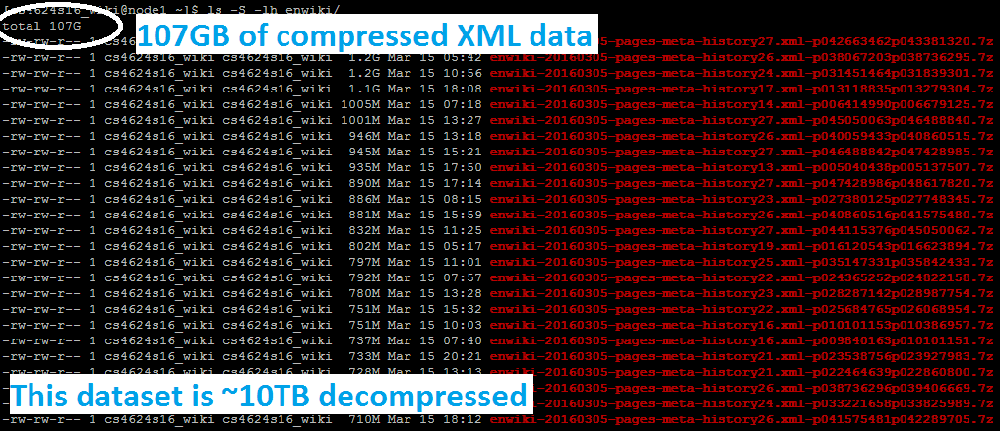 [cs4624s16_wiki@node1 ~]$ ls -S -lh enwiki/
total 107G
107GB of compressed XML data
-rw-rw-r-- 1 305-pages-meta-history27.xml-p042663462p043381320.7z
-rw-rw-r-- 1 cs4624s16_wiki cs4624s16_wiki 1.2G Mar 15 05:42 enwiki-20160305-pages-meta-history26.xml-p038067203p038736295.7z
-rw-rw-r-- 1 cs4624s16_wiki cs4624s16_wiki 1.2G Mar 15 10:56 enwiki-20160305-pages-meta-history24.xml-p031451464p031839301.7z
-rw-rw-r-- 1 cs4624s16_wiki cs4624s16_wiki 1.1G Mar 15 18:08 enwiki-20160305-pages-meta-history17.xml-p013118835p013279304.7z
-rw-rw-r-- 1 cs4624s16_wiki cs4624s16_wiki 1005M Mar 15 07:18 enwiki-20160305-pages-meta-history14.xml-p006414990p006679125.7z
-rw-rw-r-- 1 cs4624s16_wiki cs4624s16_wiki 1001M Mar 15 13:27 enwiki-20160305-pages-meta-history27.xml-p045050063p046488840.7z
-rw-rw-r-- 1 cs4624s16_wiki cs4624s16_wiki 946M Mar 15 13:18 enwiki-20160305-pages-meta-history26.xml-p040059433p040860515.7z
-rw-rw-r-- 1 cs4624s16_wiki cs4624s16_wiki 945M Mar 15 15:21 enwiki-20160305-pages-meta-history27.xml-p046488842p047428985.7z
-rw-rw-r-- 1 cs4624s16_wiki cs4624s16_wiki 935M Mar 15 17:50 enwiki-20160305-pages-meta-history13.xml-p005040438p005137507.7z
-rw-rw-r-- 1 cs4624s16_wiki cs4624s16_wiki 890M Mar 15 17:14 enwiki-20160305-pages-meta-history27.xml-p047428986p048617820.7z
-rw-rw-r-- 1 cs4624s16_wiki cs4624s16_wiki 886M Mar 15 08:15 enwiki-20160305-pages-meta-history23.xml-p027380125p027748345.7z
-rw-rw-r-- 1 cs4624s16_wiki cs4624s16_wiki 881M Mar 15 15:59 enwiki-20160305-pages-meta-history26.xml-p040860516p041575480.7z
-rw-rw-r-- 1 cs4624s16_wiki cs4624s16_wiki 832M Mar 15 11:25 enwiki-20160305-pages-meta-history27.xml-p044115376p045050062.7z
-rw-rw-r-- 1 cs4624s16_wiki cs4624s16_wiki 802M Mar 15 05:17 enwiki-20160305-pages-meta-history19.xml-p016120543p016623894.7z
-rw-rw-r-- 1 cs4624s16_wiki cs4624s16_wiki 797M Mar 15 11:01 enwiki-20160305-pages-meta-history25.xml-p035147331p035842433.7z
-rw-rw-r-- 1 cs4624s16_wiki cs4624s16_wiki 792M Mar 15 07:57 enwiki-20160305-pages-meta-history22.xml-p024365252p024822158.7z
-rw-rw-r-- 1 cs4624s16_wiki cs4624s16_wiki 780M Mar 15 13:28 enwiki-20160305-pages-meta-history23.xml-p028287142p028987754.7z
-rw-rw-r-- 1 cs4624s16_wiki cs4624s16_wiki 751M Mar 15 15:32 enwiki-20160305-pages-meta-history22.xml-p025684765p026068954.7z
-rw-rw-r-- 1 cs4624s16_wiki cs4624s16_wiki 751M Mar 15 10:03 enwiki-20160305-pages-meta-history16.xml-p010101153p010386957.7z
-rw-rw-r-- 1 cs4624s16_wiki cs4624s16_wiki 737M Mar 15 07:40 enwiki-20160305-pages-meta-history16.xml-p009840163p010101151.7z
-rw-rw-r-- 1 cs4624s16_wiki cs4624s16_wiki 733M Mar 15 20:21 enwiki-20160305-pages-meta-history21.xml-p023538756p023927983.7z
-rw-rw-r-- 1 cs4624s16_wiki cs4624s16_wiki 728M Mar 15 13:13 enwiki-20160305-pages-meta-history21.xml-p022464639p022860800.7z
This dataset is ~10TB decompressed
-pages-meta-history26.xml-p038736296p039406669.7z
-pages-meta-history24.xml-p033221658p033825989.7z
-rw-rw-r-- 1 cs4624s16_wiki cs4624s16_wiki 710M Mar 15 18:12 enwiki-20160305-pages-meta-history26.xml-p041575481p042289705.7z